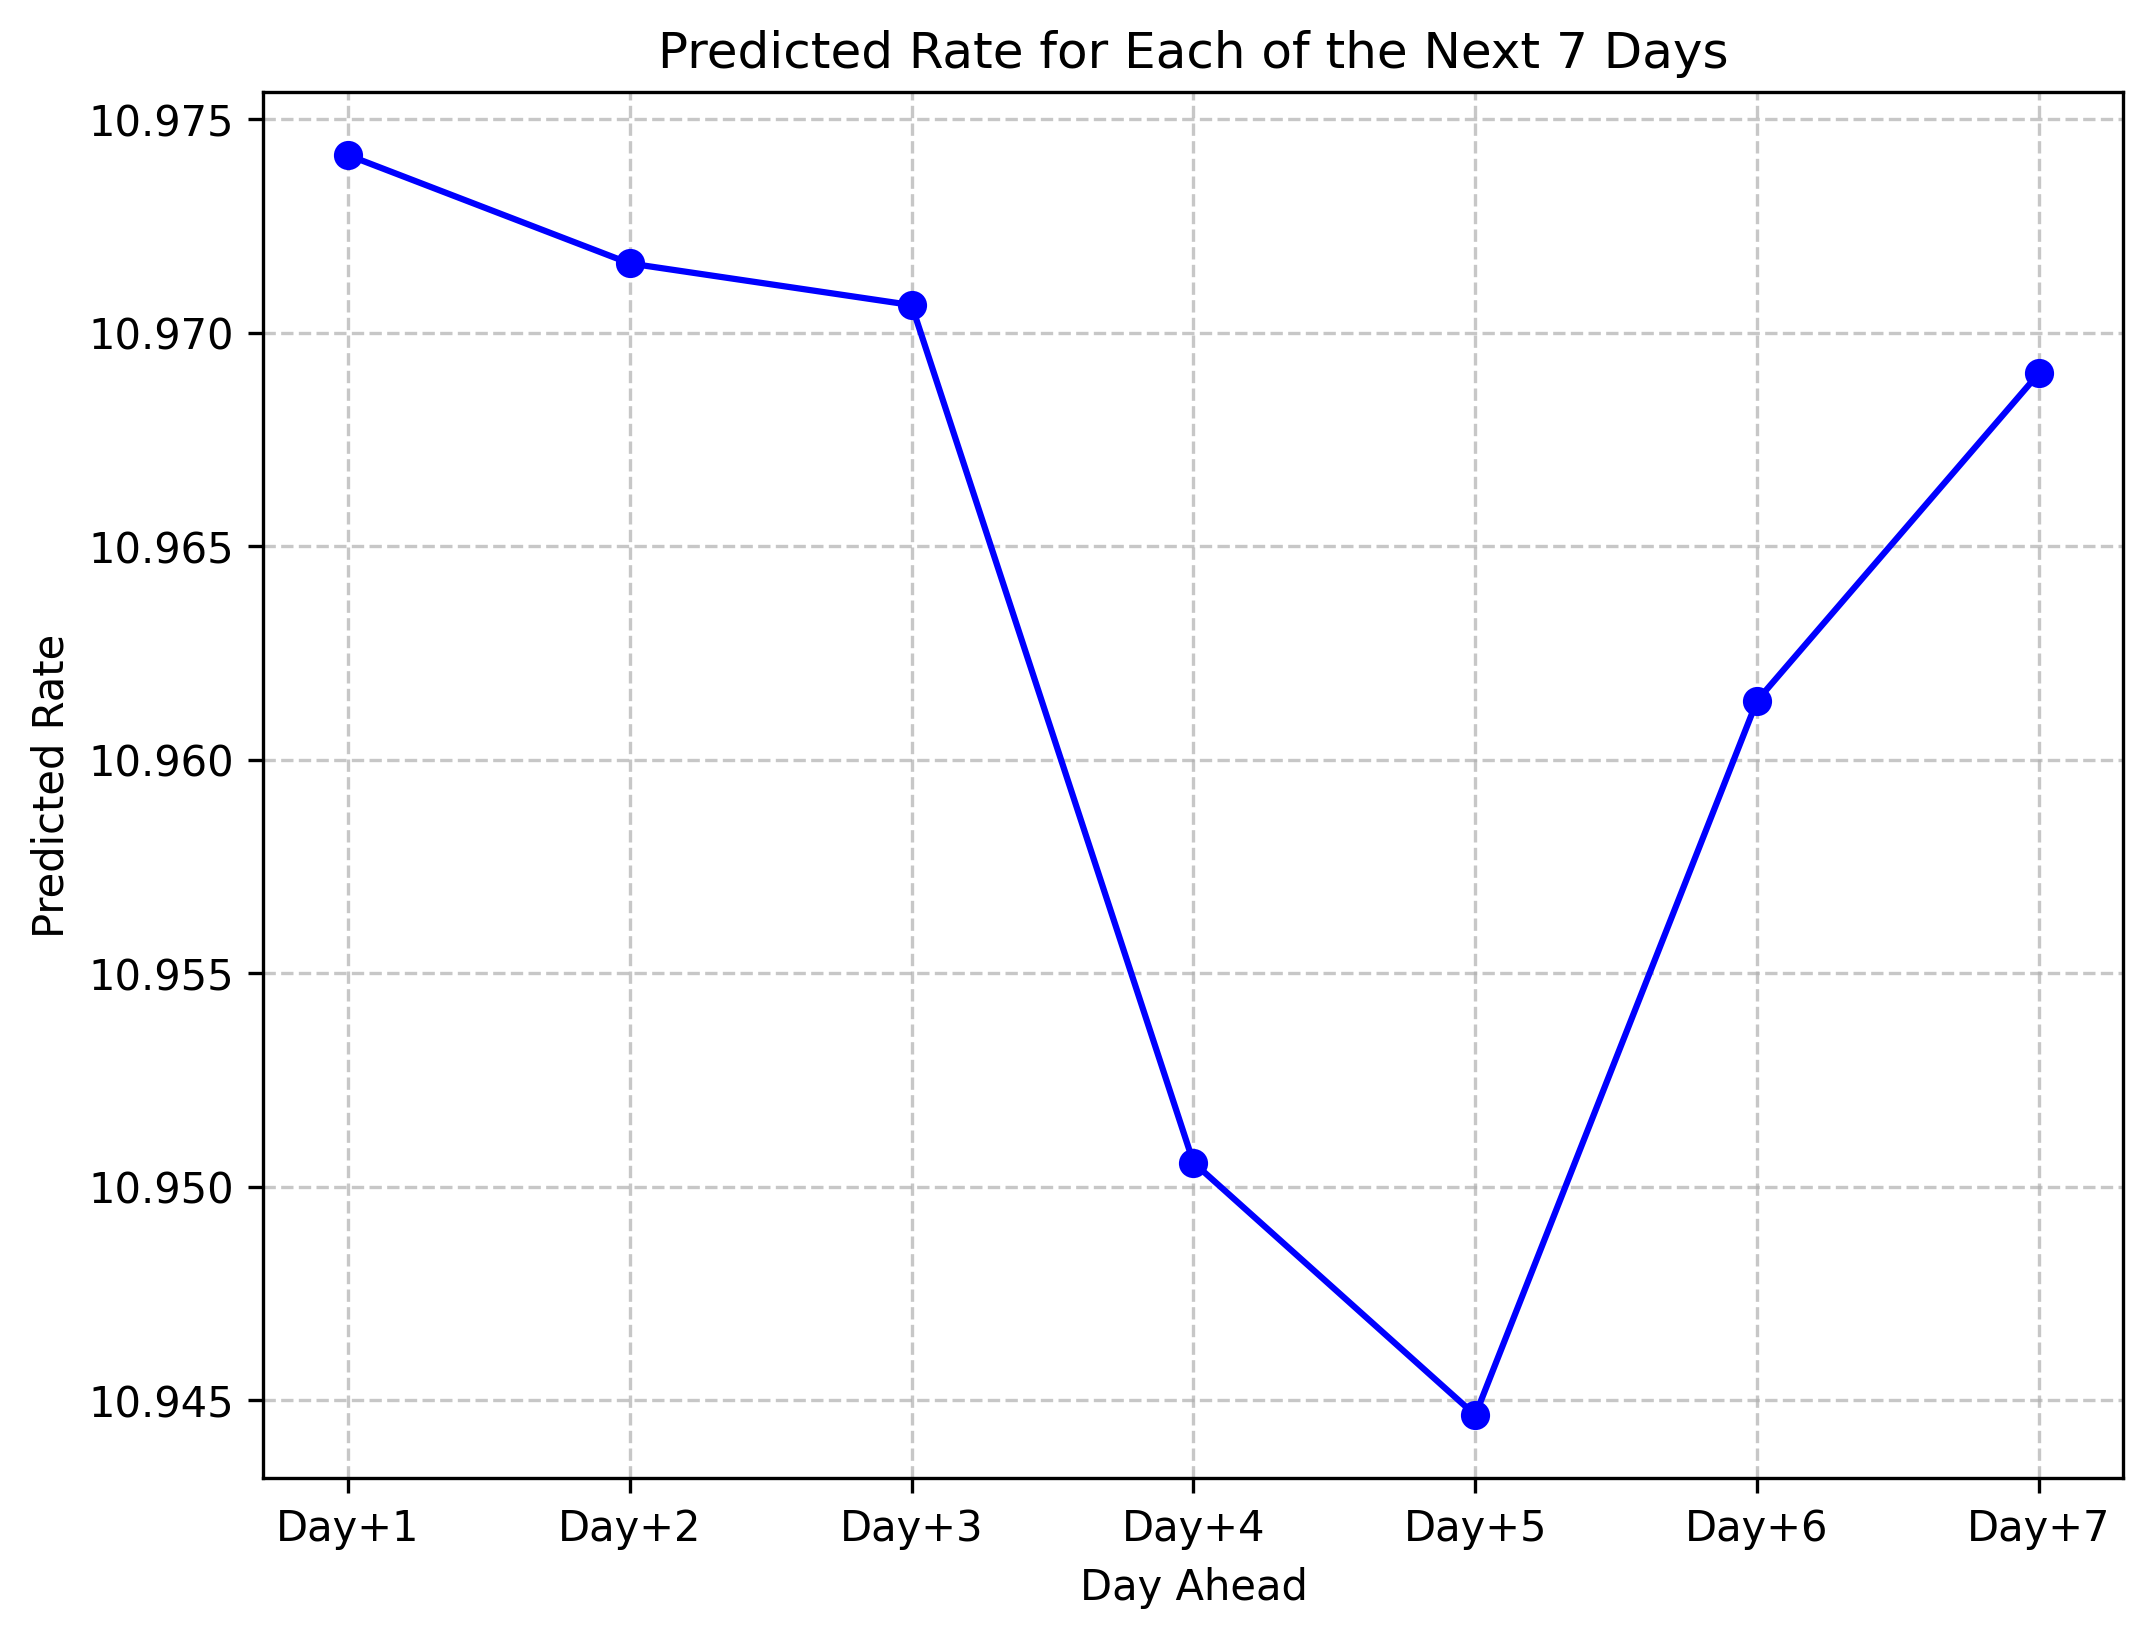 Predicted Rate for Each of the Next 7 Days
10.975
10.970
10.965
10.960
10.955
10.950
10.945
Predicted Rate
Day+1 Day+2 Day+3 Day+4 Day+5 Day+6 Day+7
Day Ahead